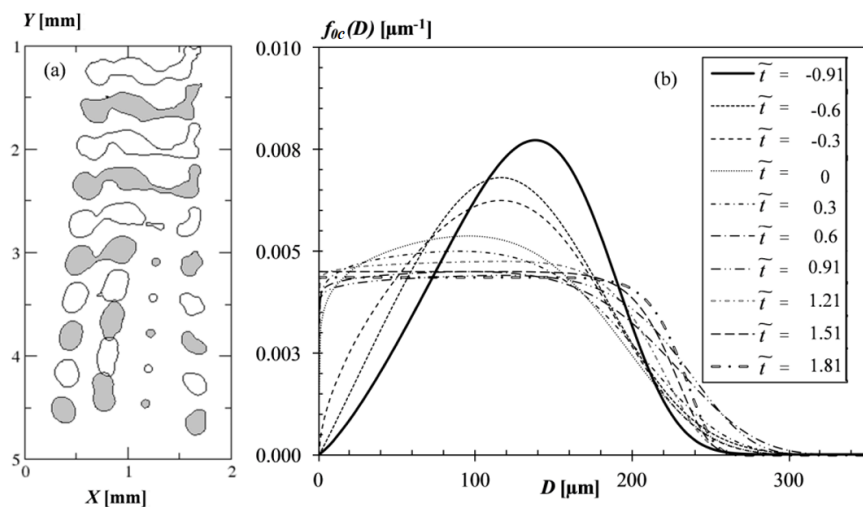 Y [mm]
(a)
1
2
3
4
5
0
1
2
X [mm]
f0c(D) [µm-1]
(b)
0.010
0.008
0.005
0.003
0.000
0
100
200
300
D [µm]
t̃ = -0.91
t̃ = -0.6
t̃ = -0.3
t̃ = 0
t̃ = 0.3
t̃ = 0.6
t̃ = 0.91
t̃ = 1.21
t̃ = 1.51
t̃ = 1.81